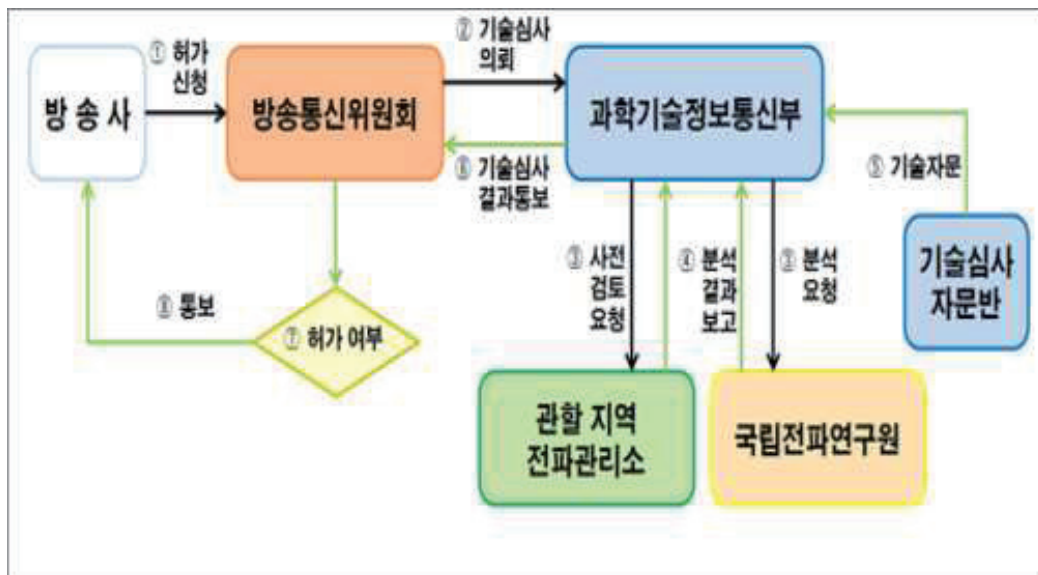 ① 허가
신청
② 기술심사
의뢰
방 송 사
방송통신위원회
과학기술정보통신부
⑥ 기술심사
결과통보
⑤ 기술자문
③ 사전
검토
요청
④ 분석
결과
보고
③ 분석
요청
기술심사
자문반
⑧ 통보
⑦ 허가 여부
관할 지역
전파관리소
국립전파연구원